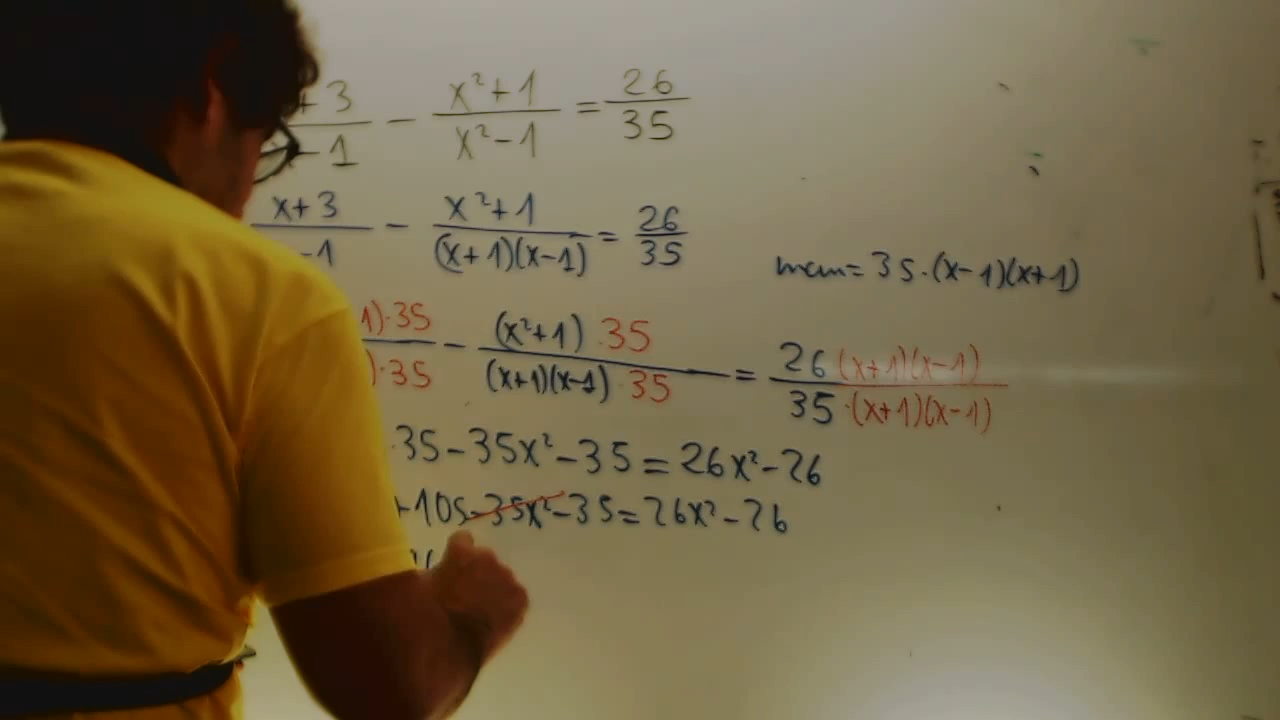 + 3 / - 1 - x² + 1 / x² - 1 = 26 / 35
x + 3 / - 1 - x² + 1 / (x + 1)(x - 1) = 26 / 35
mcm = 35 · (x - 1)(x + 1)
1) · 35 / ) · 35 - (x² + 1) · 35 / (x + 1)(x - 1) · 35 = 26 (x + 1)(x - 1) / 35 · (x + 1)(x - 1)
· 35 - 35x² - 35 = 26x² - 26
+ 105 - 35x² - 35 = 26x² - 26